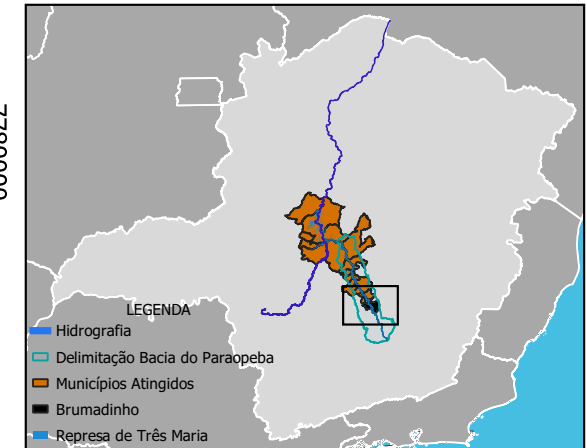 LEGENDA
Hidrografia
Delimitação Bacia do Paraopeba
Municípios Atingidos
Brumadinho
Represa de Três Maria